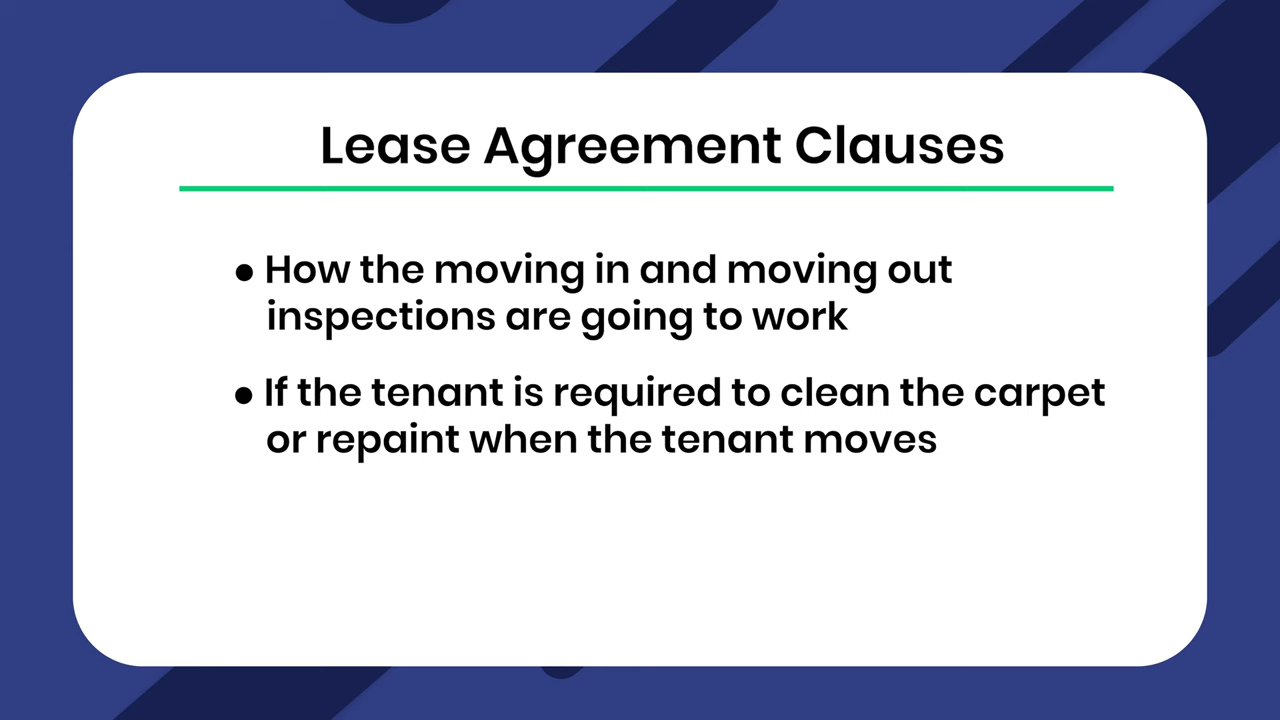 Lease Agreement Clauses
● How the moving in and moving out
inspections are going to work
● If the tenant is required to clean the carpet
or repaint when the tenant moves